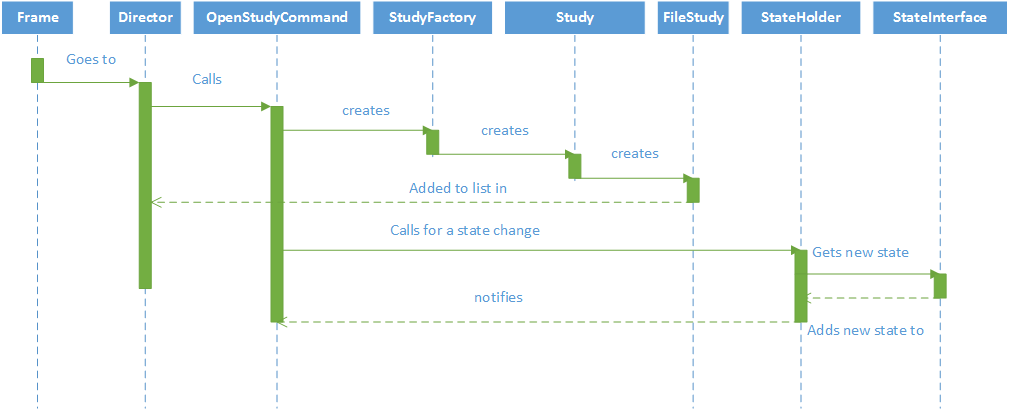 Frame
Director
OpenStudyCommand
StudyFactory
Study
FileStudy
StateHolder
StateInterface
Goes to
Calls
creates
creates
creates
Added to list in
Calls for a state change
Gets new state
notifies
Adds new state to